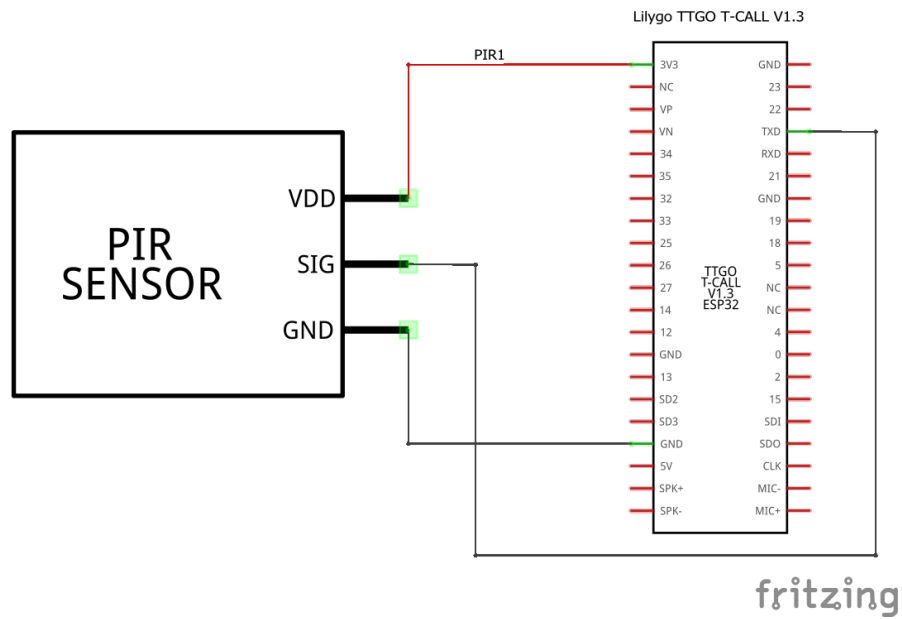 Lilygo TTGO T-CALL V1.3
PIR1
PIR
SENSOR
VDD
SIG
GND
3V3
NC
VP
VN
34
35
32
33
25
26
27
14
12
GND
13
SD2
SD3
GND
5V
SPK+
SPK-
TTGO
T-CALL
V1.3
ESP32
GND
23
22
TXD
RXD
21
GND
19
18
5
NC
NC
4
0
2
15
SDI
SDO
CLK
MIC-
MIC+
fritzing